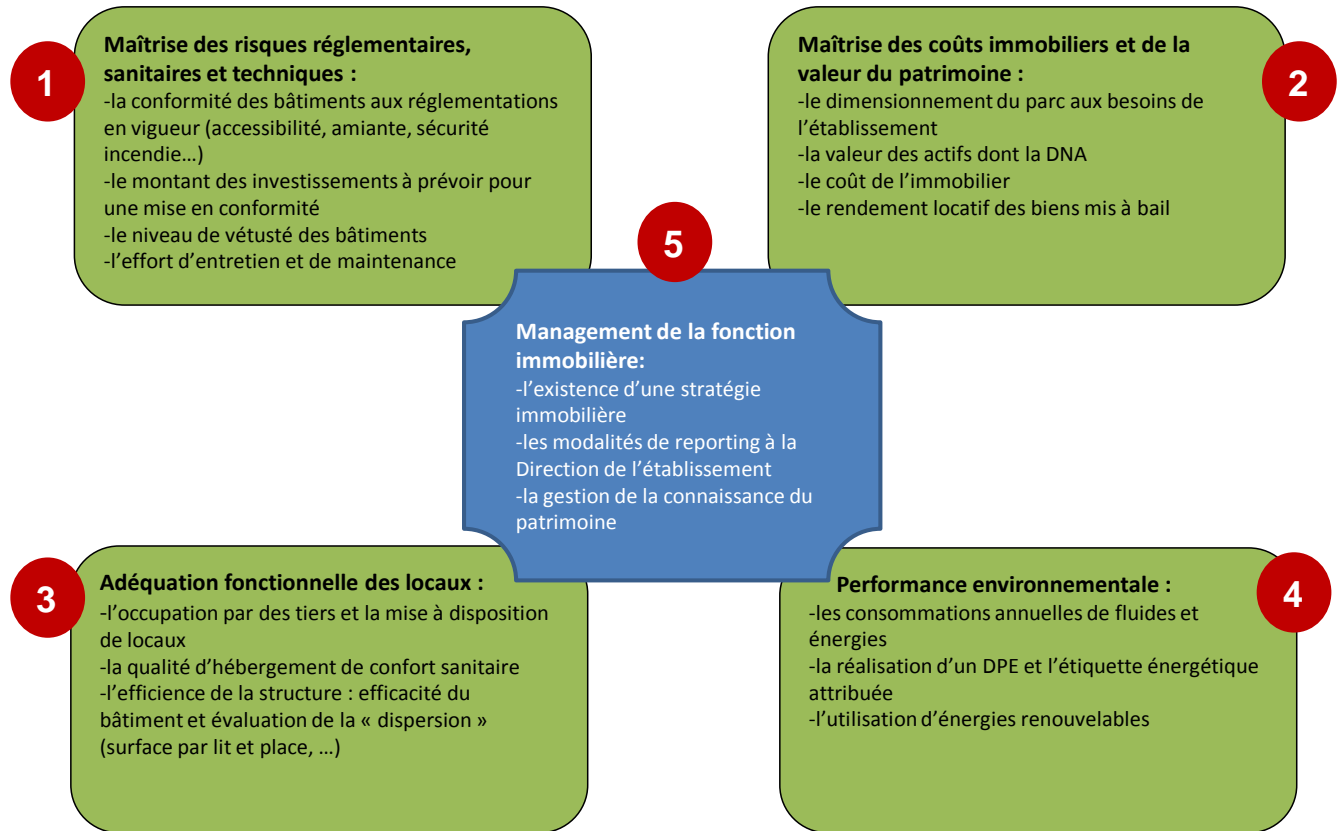 1
Maîtrise des risques réglementaires,
sanitaires et techniques :
-la conformité des bâtiments aux réglementations
en vigueur (accessibilité, amiante, sécurité
incendie…)
-le montant des investissements à prévoir pour
une mise en conformité
-le niveau de vétusté des bâtiments
-l’effort d’entretien et de maintenance
2
Maîtrise des coûts immobiliers et de la
valeur du patrimoine :
-le dimensionnement du parc aux besoins de
l’établissement
-la valeur des actifs dont la DNA
-le coût de l’immobilier
-le rendement locatif des biens mis à bail
5
Management de la fonction
immobilière:
-l’existence d’une stratégie
immobilière
-les modalités de reporting à la
Direction de l’établissement
-la gestion de la connaissance du
patrimoine
3
Adéquation fonctionnelle des locaux :
-l’occupation par des tiers et la mise à disposition
de locaux
-la qualité d’hébergement de confort sanitaire
-l’efficience de la structure : efficacité du
bâtiment et évaluation de la « dispersion »
(surface par lit et place, …)
4
Performance environnementale :
-les consommations annuelles de fluides et
énergies
-la réalisation d’un DPE et l’étiquette énergétique
attribuée
-l’utilisation d’énergies renouvelables